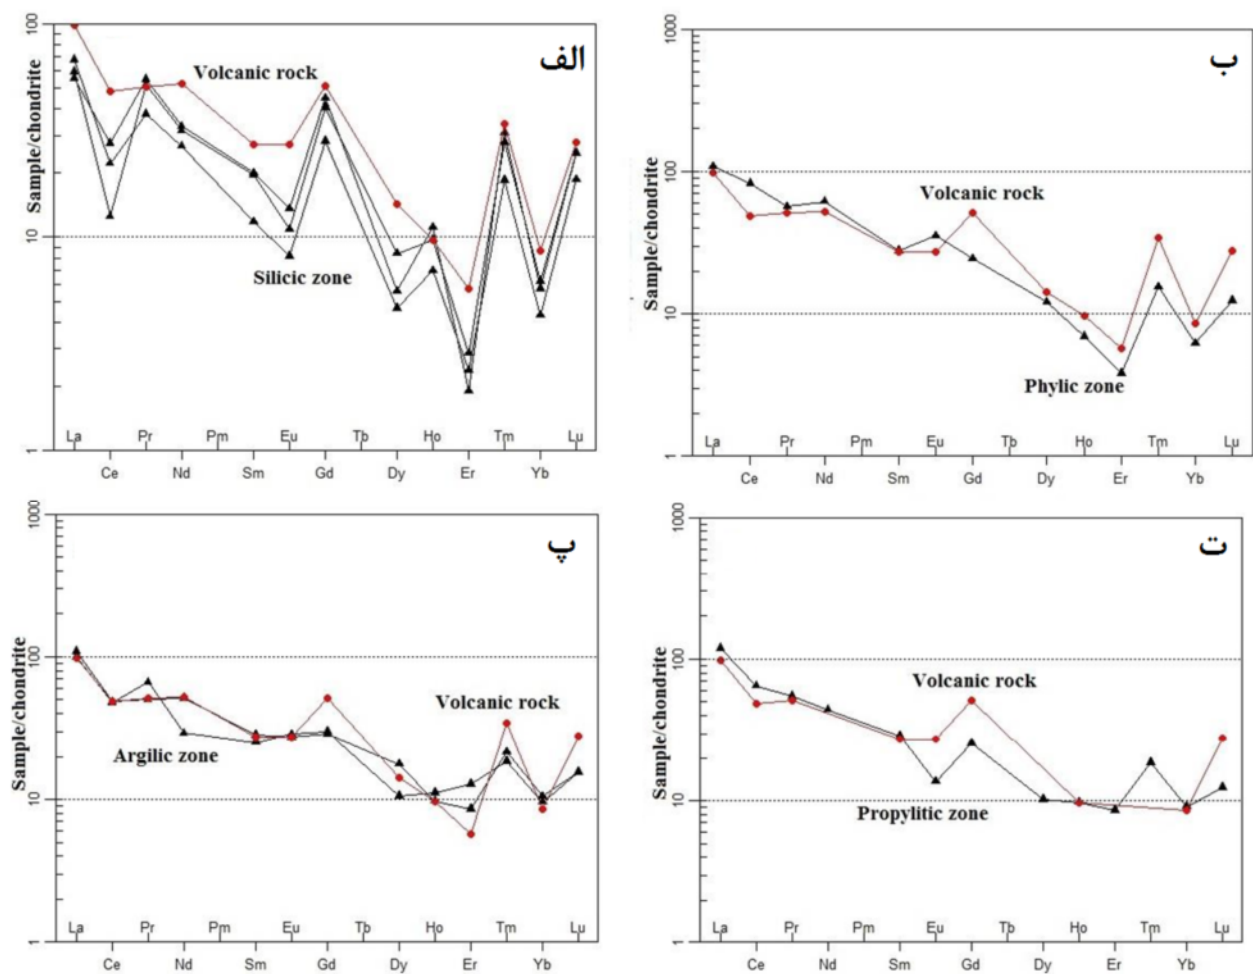 الف
Sample/chondrite
100
10
1
Volcanic rock
Silicic zone
La Pr Pm Eu Tb Ho Tm Lu
Ce Nd Sm Gd Dy Er Yb
ب
Sample/chondrite
1000
100
10
1
Volcanic rock
Phylic zone
La Pr Pm Eu Tb Ho Tm Lu
Ce Nd Sm Gd Dy Er Yb
پ
Sample/chondrite
1000
100
10
1
Volcanic rock
Argilic zone
La Pr Pm Eu Tb Ho Tm Lu
Ce Nd Sm Gd Dy Er Yb
ت
Sample/chondrite
1000
100
10
1
Volcanic rock
Propylitic zone
La Pr Pm Eu Tb Ho Tm Lu
Ce Nd Sm Gd Dy Er Yb